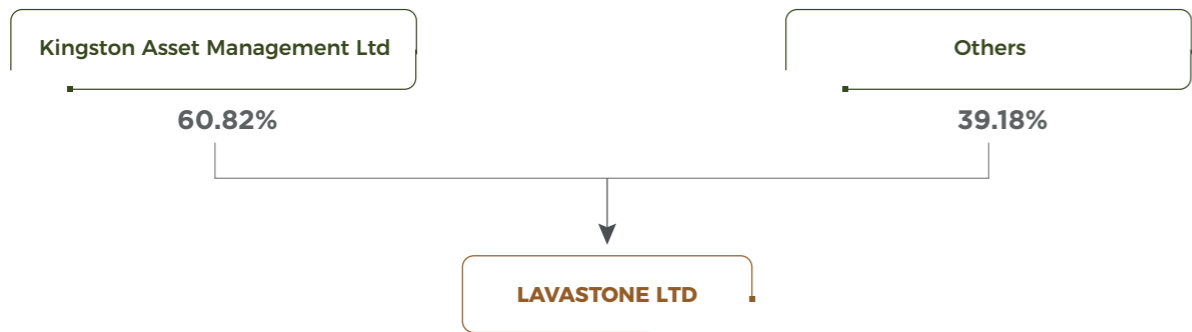 Kingston Asset Management Ltd
Others
60.82%
39.18%
LAVASTONE LTD